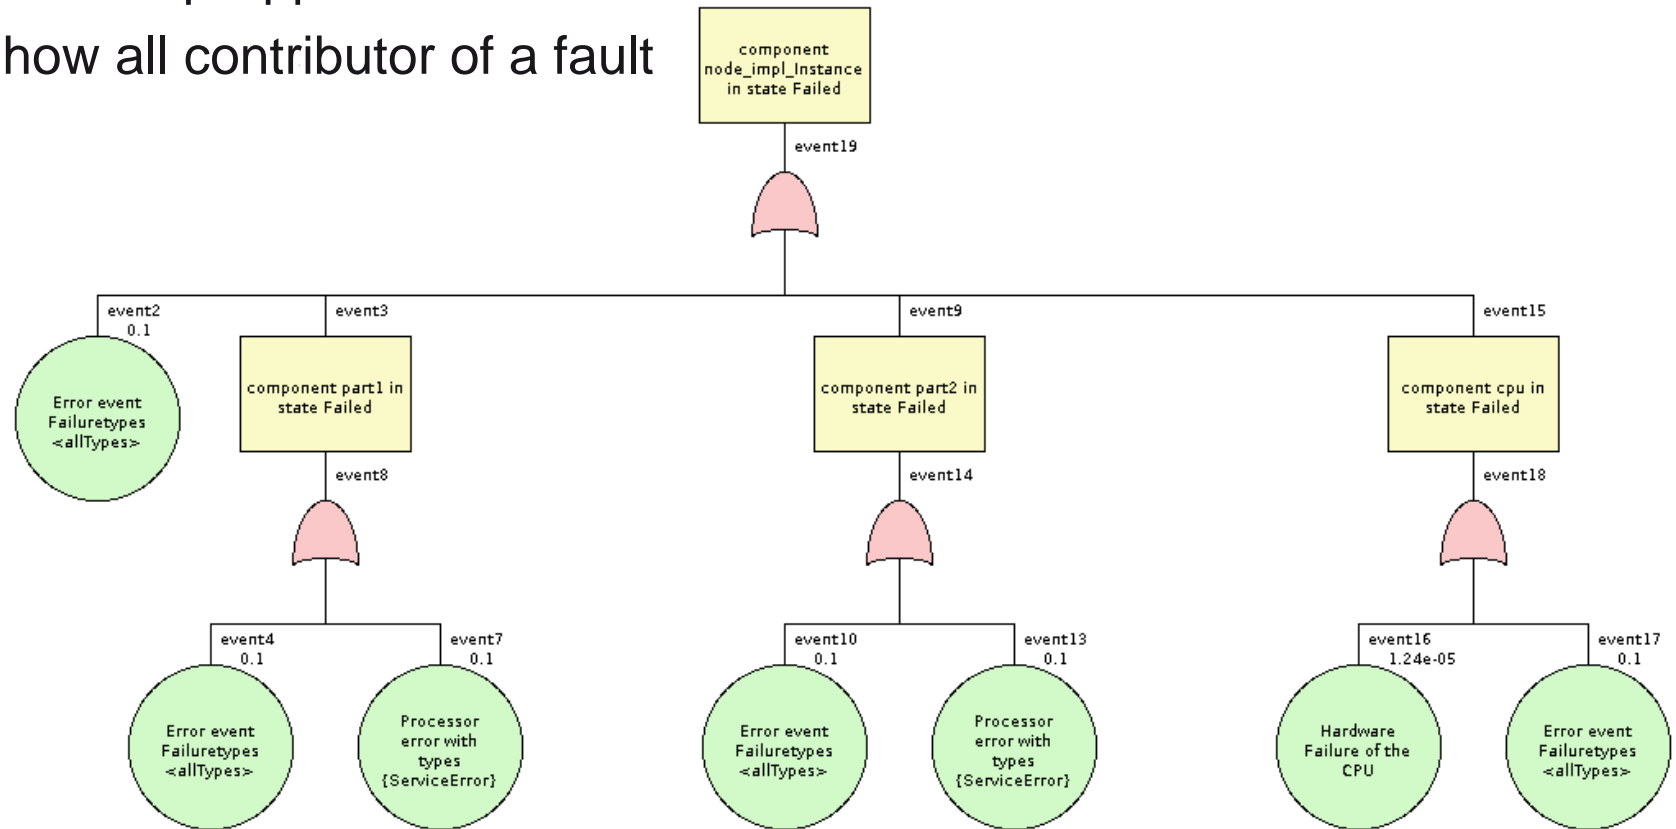 how all contributor of a fault
component
node_impl_Instance
in state Failed
event19
event2
0.1
event3
event9
event15
Error event
Failuretypes
<allTypes>
component part1 in
state Failed
component part2 in
state Failed
component cpu in
state Failed
event8
event14
event18
event4
0.1
event7
0.1
event10
0.1
event13
0.1
event16
1.24e-05
event17
0.1
Error event
Failuretypes
<allTypes>
Processor
error with
types
{ServiceError}
Error event
Failuretypes
<allTypes>
Processor
error with
types
{ServiceError}
Hardware
Failure of the
CPU
Error event
Failuretypes
<allTypes>